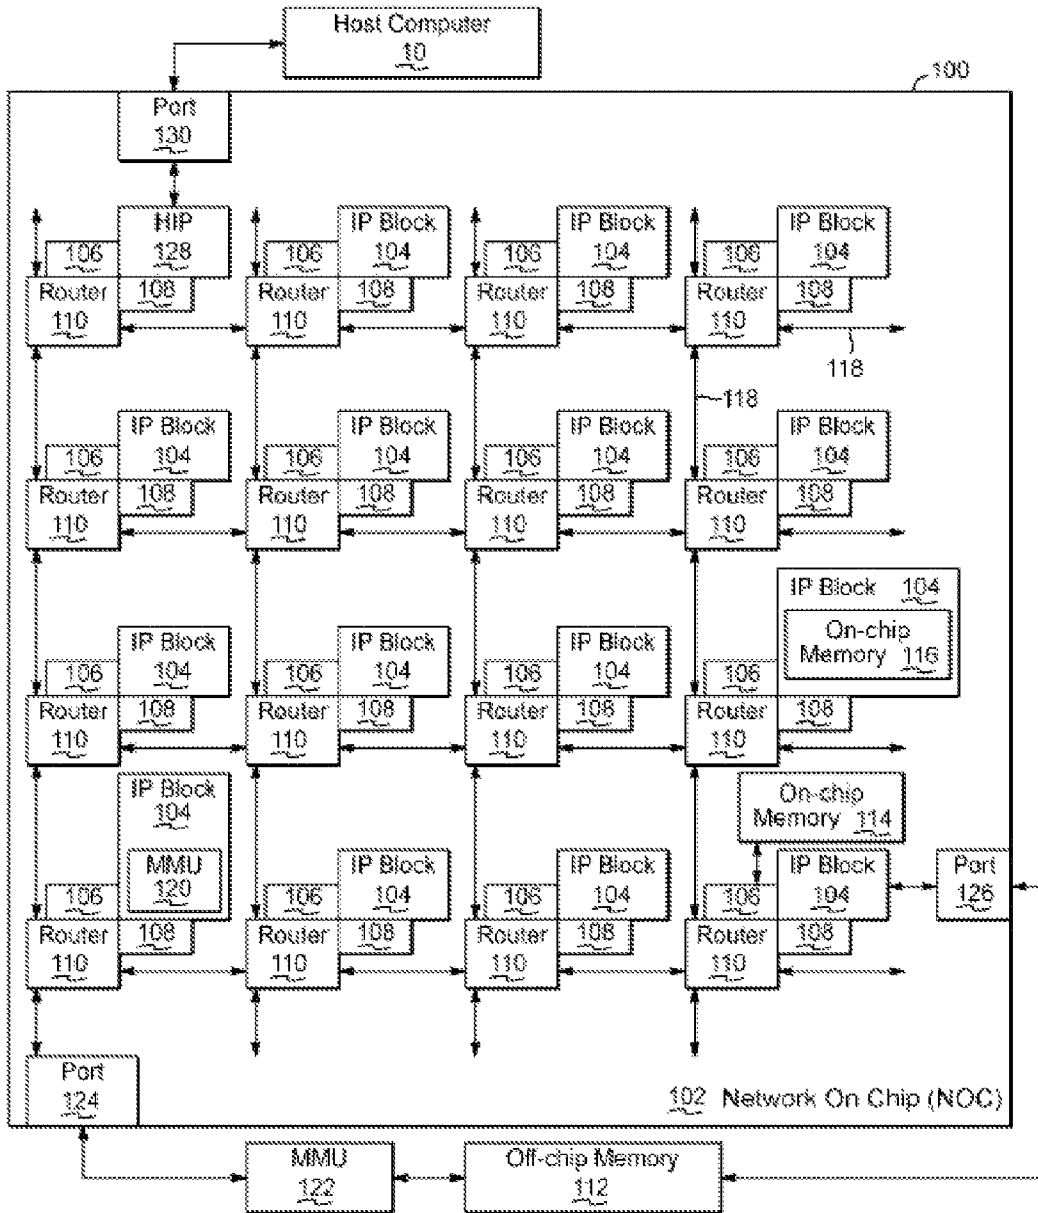 Host Computer
10
100
Port
130
HIP
128
106
108
Router
110
IP Block
104
106
108
Router
110
IP Block
104
106
108
Router
110
IP Block
104
106
108
Router
110
118
118
IP Block
104
106
108
Router
110
IP Block
104
106
108
Router
110
IP Block
104
106
108
Router
110
IP Block
104
106
108
Router
110
IP Block
104
106
108
Router
110
IP Block
104
106
108
Router
110
IP Block
104
106
108
Router
110
IP Block 104
On-chip
Memory 116
106
108
Router
110
IP Block
104
MMU
120
106
108
Router
110
IP Block
104
106
108
Router
110
IP Block
104
106
108
Router
110
On-chip
Memory 114
IP Block
104
106
108
Router
110
Port
126
Port
124
102 Network On Chip (NOC)
MMU
122
Off-chip Memory
112